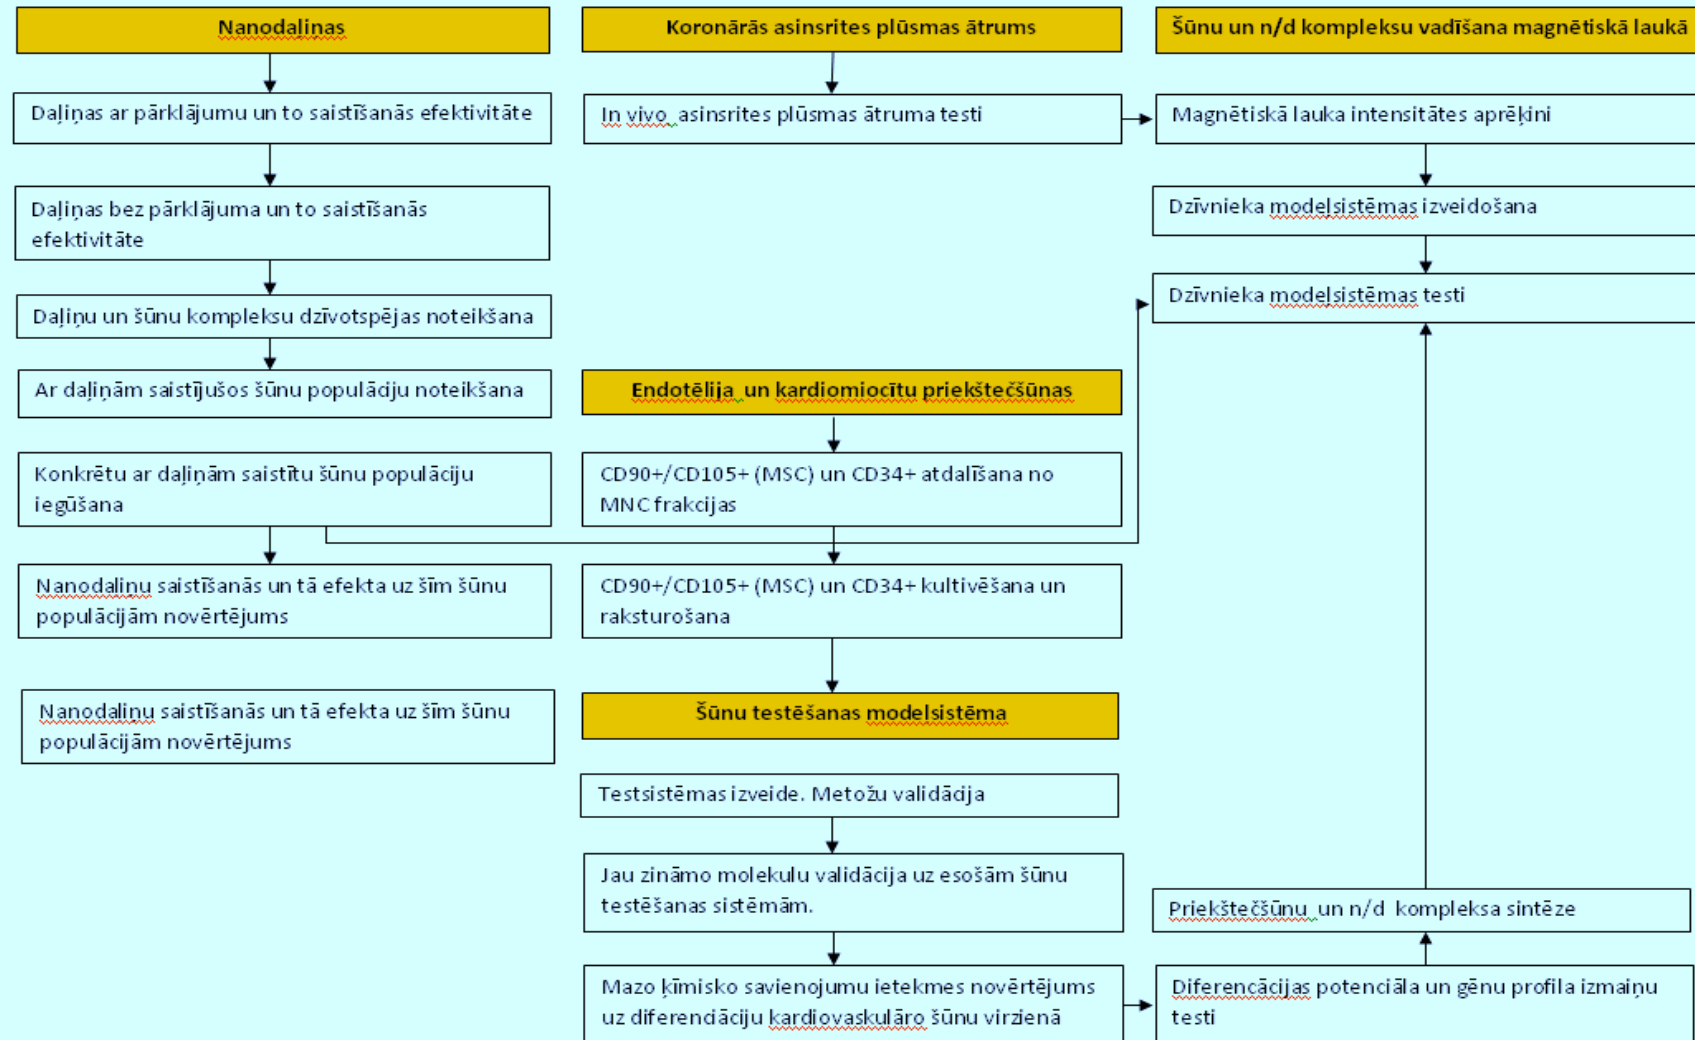 Nanodaļiņas
Daļiņas ar pārklājumu un to saistīšanās efektivitāte
Daļiņas bez pārklājuma un to saistīšanās
efektivitāte
Daļiņu un šūnu kompleksu dzīvotspējas noteikšana
Ar daļiņām saistījušos šūnu populāciju noteikšana
Konkrētu ar daļiņām saistītu šūnu populāciju
iegūšana
Nanodaliņu saistīšanās un tā efekta uz šīm šūnu
populācijām novērtējums
Nanodaliņu saistīšanās un tā efekta uz šīm šūnu
populācijām novērtējums
Koronārās asinsrites plūsmas ātrums
In vivo asinsrites plūsmas ātruma testi
Endotēlija un kardiomiocītu priekštečšūnas
CD90+/CD105+ (MSC) un CD34+ atdalīšana no
MNC frakcijas
CD90+/CD105+ (MSC) un CD34+ kultivēšana un
raksturošana
Šūnu testēšanas modelsistēma
Testsistēmas izveide. Metožu validācija
Jau zināmo molekulu validācija uz esošām šūnu
testēšanas sistēmām.
Mazo ķīmisko savienojumu ietekmes novērtējums
uz diferenciāciju kardiovaskulāro šūnu virzienā
Šūnu un n/d kompleksu vadīšana magnētiskā laukā
Magnētiskā lauka intensitātes aprēķini
Dzīvnieka modeļsistēmas izveidošana
Dzīvnieka modeļsistēmas testi
Priekštečšūnu un n/d kompleksa sintēze
Diferencācijas potenciāla un gēnu profila izmaiņu
testi